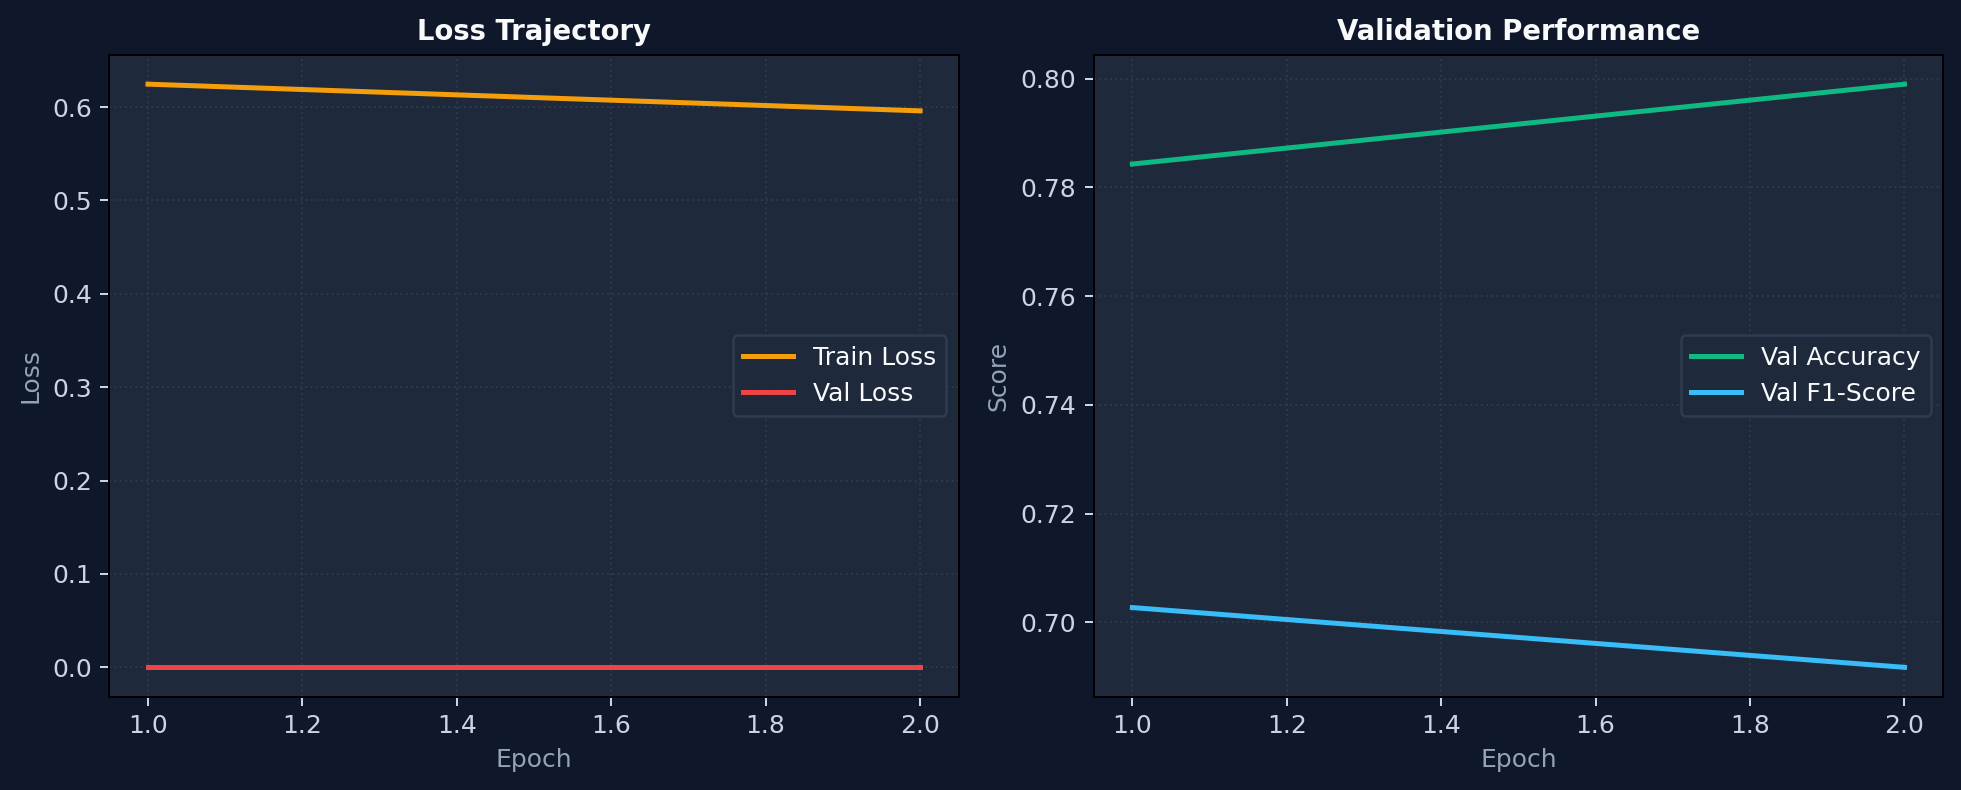 Loss Trajectory
0.6
0.5
0.4
0.3
0.2
0.1
0.0
Loss
Train Loss
Val Loss
1.0 1.2 1.4 1.6 1.8 2.0
Epoch
Validation Performance
0.80
0.78
0.76
0.74
0.72
0.70
Score
Val Accuracy
Val F1-Score
1.0 1.2 1.4 1.6 1.8 2.0
Epoch